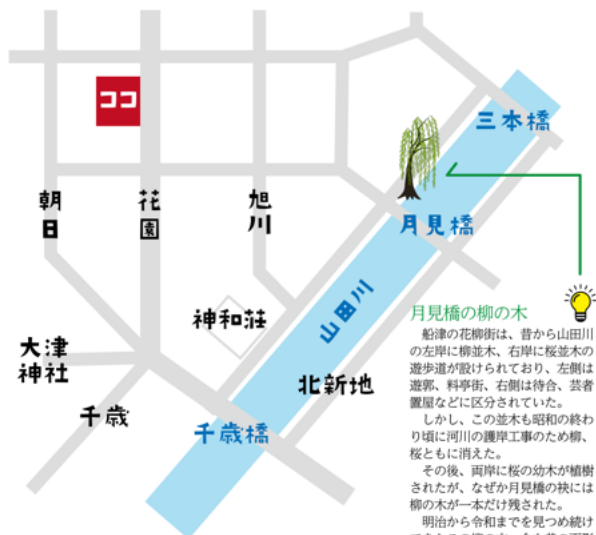 ココ
三本橋
朝日
花園
旭川
月見橋
神和荘
山田川
大津
神社
北新地
千歳
千歳橋
月見橋の柳の木
船津の花柳街は、昔から山田川
の左岸に柳並木、右岸に桜並木の
遊歩道が設けられており、左側は
遊郭、料亭街、右側は待合、芸者
置屋などに区分されていた。
しかし、この並木も昭和の終わ
り頃に河川の護岸工事のため柳、
桜ともに消えた。
その後、両岸に桜の幼木が植樹
されたが、なぜか月見橋の袂には
柳の木が一本だけ残された。
明治から令和までを見つめ続け